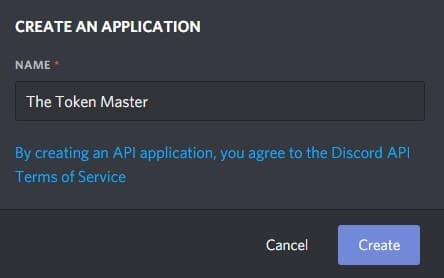 CREATE AN APPLICATION
NAME *
The Token Master
By creating an API application, you agree to the Discord API
Terms of Service
Cancel
Create